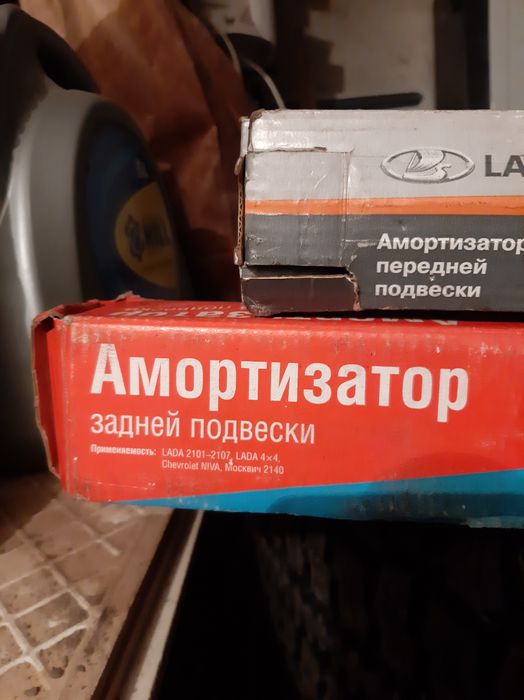 LA
Амортизатор
передней
подвески
Амортизатор
задней подвески
Применяемость: LADA 2101–2107, LADA 4×4,
Chevrolet NIVA, Москвич 2140